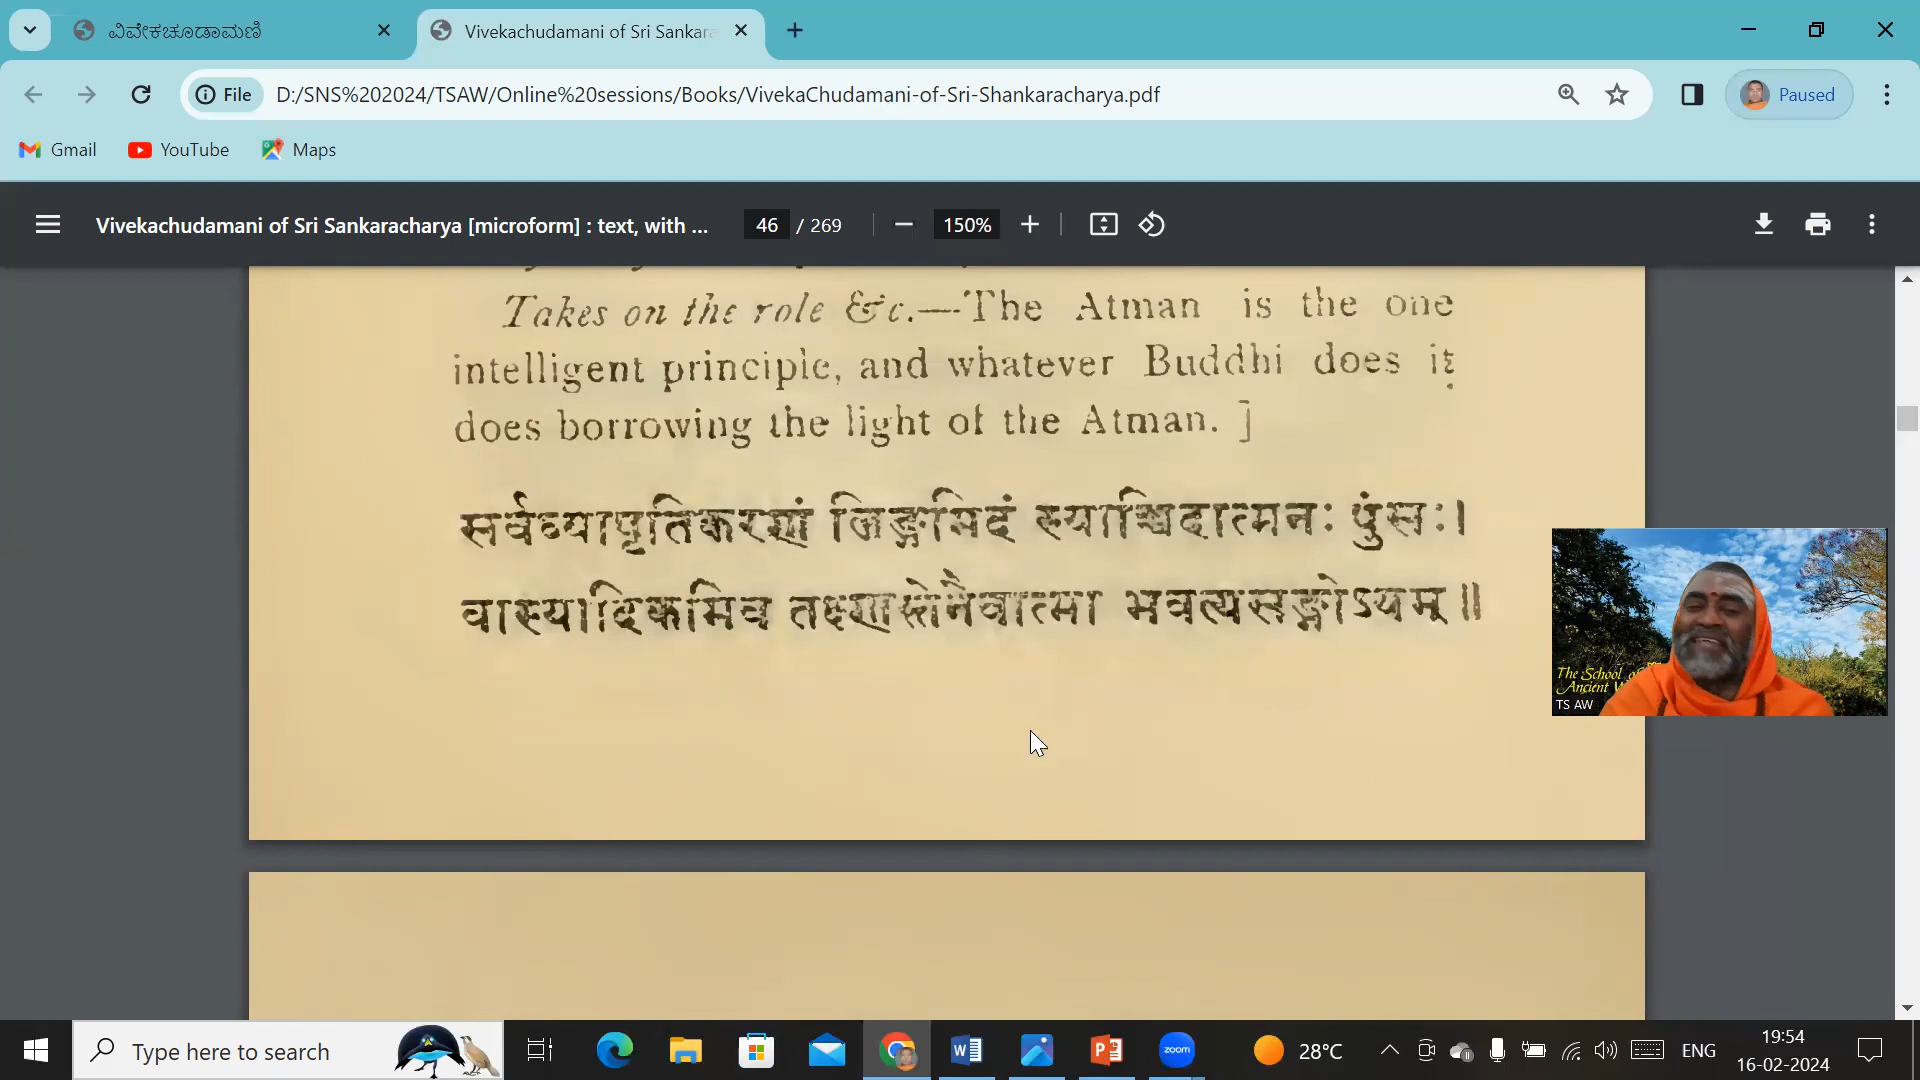 ವಿವೇಕಚೂಡಾಮಣಿ
Vivekachudamani of Sri Sankara
File
D:/SNS%202024/TSAW/Online%20sessions/Books/VivekaChudamani-of-Sri-Shankaracharya.pdf
Paused
Gmail
YouTube
Maps
Vivekachudamani of Sri Sankaracharya [microform] : text, with ...
46 / 269
150%
Takes on the role &c.—The Atman is the one
intelligent principle, and whatever Buddhi does it
does borrowing the light of the Atman. ]
सर्वव्यापृतिकरणं लिङ्गमिदं स्याच्चिदात्मनः पुंसः।
वास्यादिकमिव तक्ष्णस्तेनैवात्मा भवत्यसङ्गोऽयम्॥
The School of
Ancient W
TS AW
Type here to search
zoom
28°C
ENG
19:54
16-02-2024